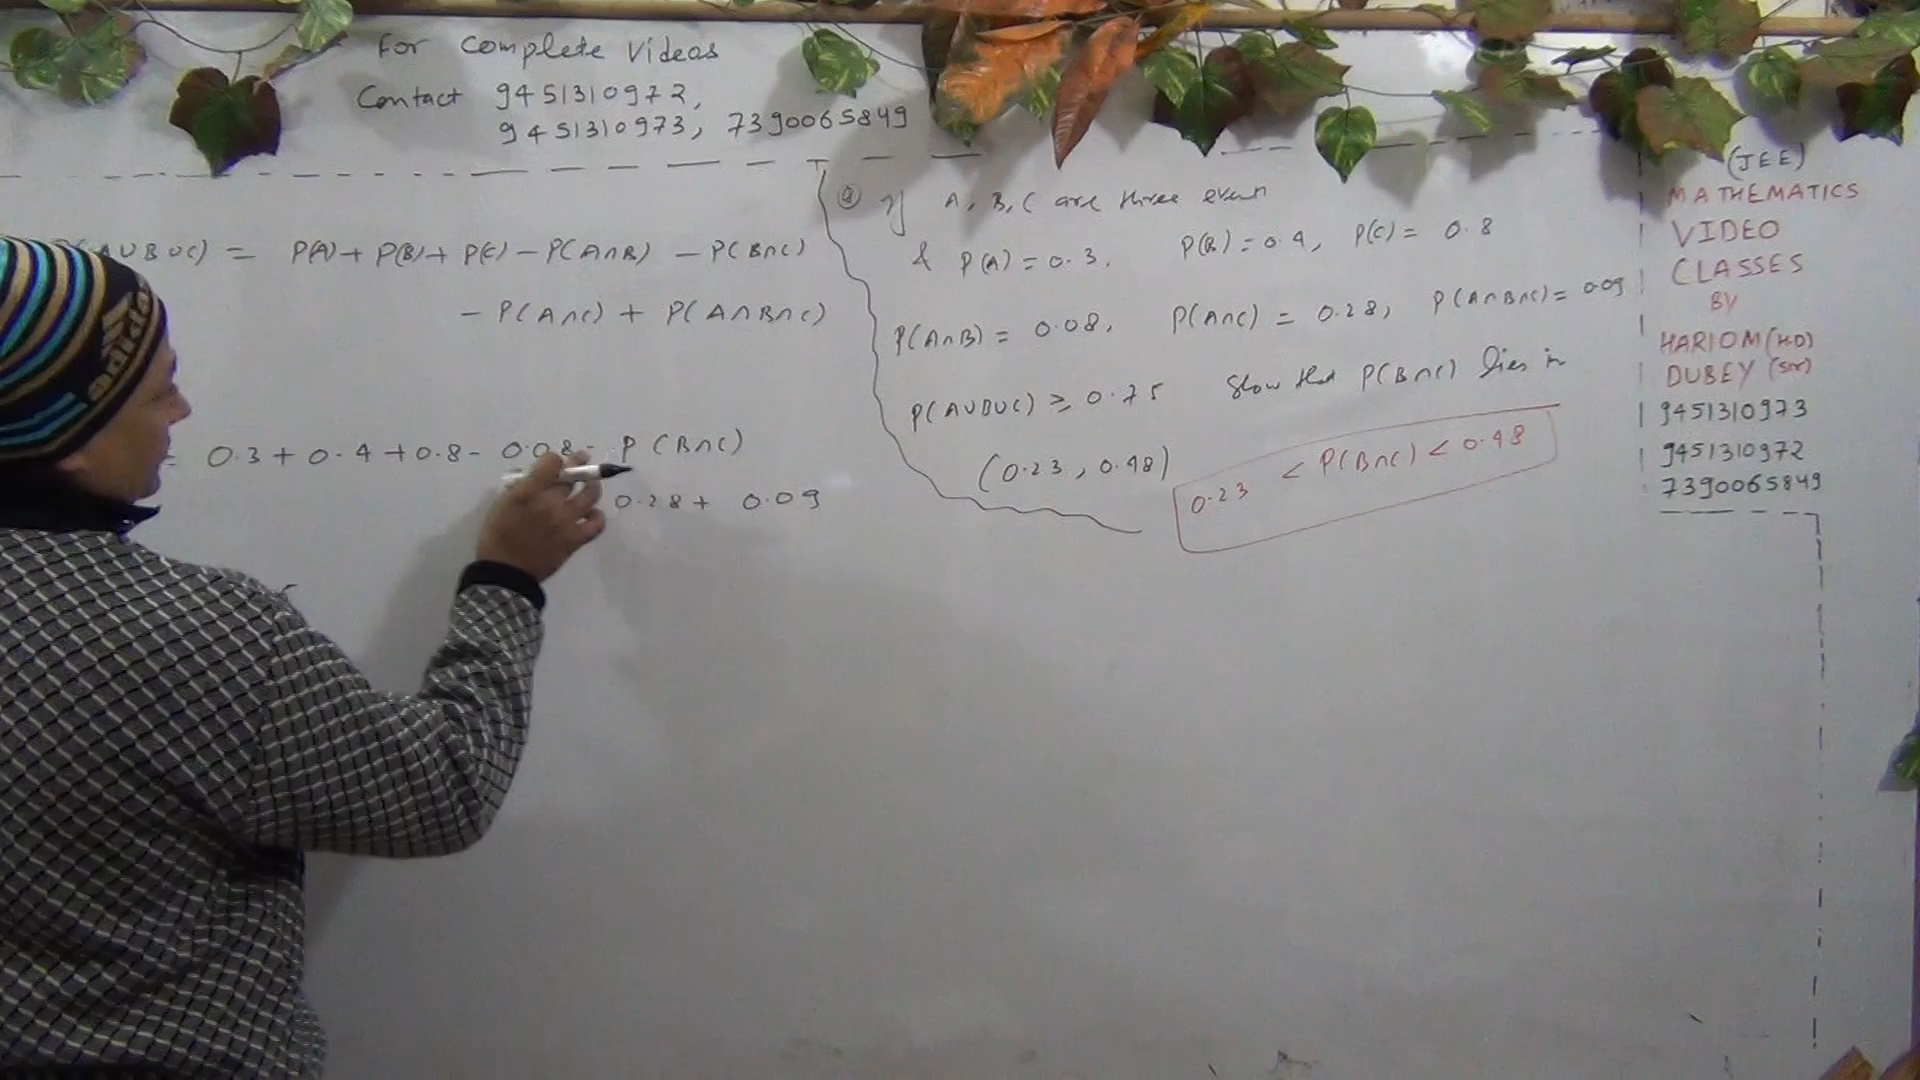 For Complete Videos
Contact 9451310972,
9451310973, 7390065849
(AUBUC) = P(A) + P(B) + P(C) - P(A∩B) - P(B∩C)
- P(A∩C) + P(A∩B∩C)
= 0.3 + 0.4 + 0.8 - 0.08 - P(B∩C)
0.28 + 0.09
Q If A, B, C are three even
& P(A) = 0.3, P(B) = 0.4, P(C) = 0.8
P(A∩B) = 0.08, P(A∩C) = 0.28, P(A∩B∩C) = 0.09
P(AUBUC) ≥ 0.75 Show that P(B∩C) lies in
(0.23, 0.48)
0.23 < P(B∩C) < 0.48
(JEE)
MATHEMATICS
VIDEO
CLASSES
BY
HARIOM (H.D)
DUBEY (Sir)
9451310973
9451310972
7390065849
adidas